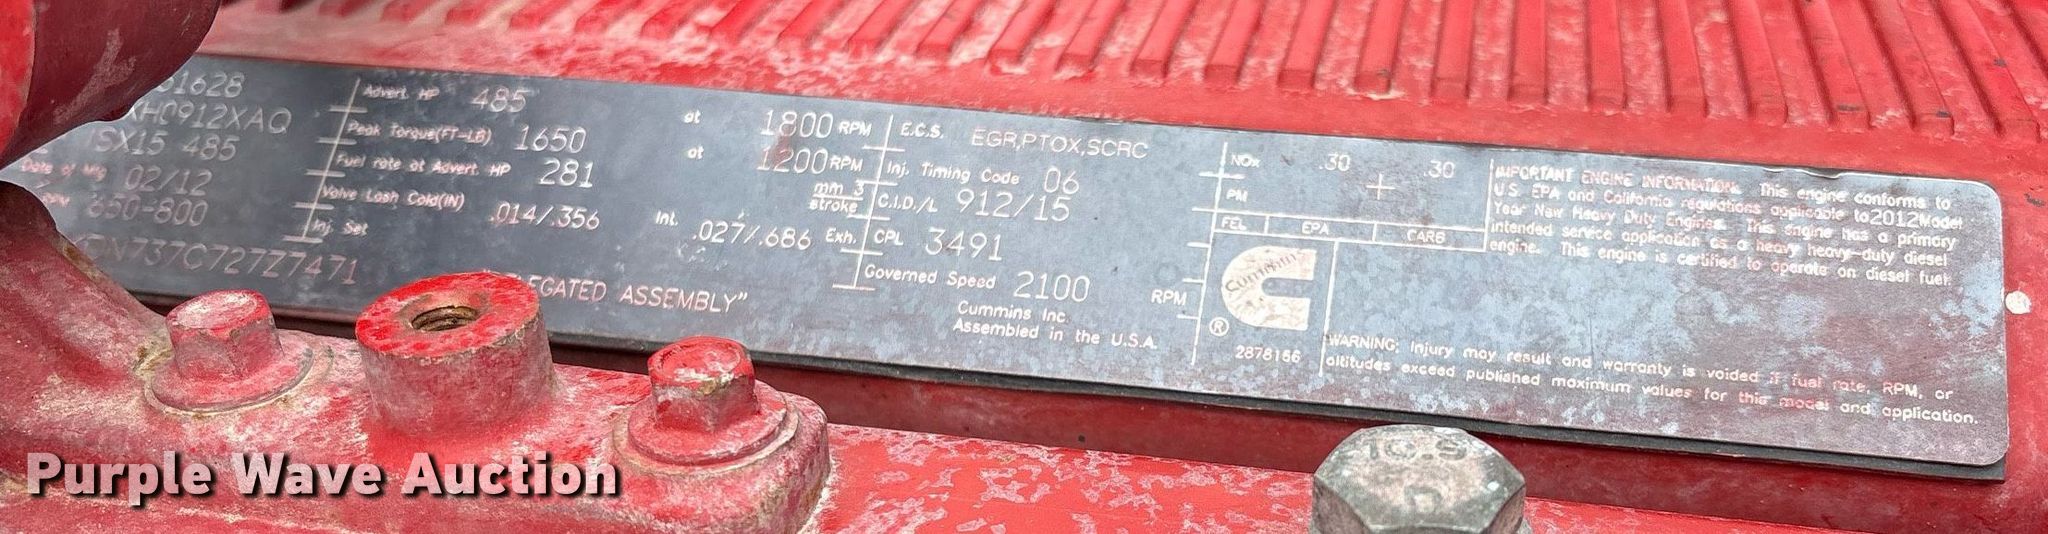 51628
XH0912XAQ
ISX15 485
Date of Mfg 02/12
RPM 650-800
N737C727Z7471
Advert. HP 485 at 1800 RPM
Peak Torque(FT-LB) 1650 at 1200 RPM
Fuel rate at Advert. HP 281 mm 3 stroke
Valve Lash Cold(IN) .014/.356 Int. .027/.686 Exh.
Inj. Set
EGATED ASSEMBLY"
E.C.S. EGR,PTOX,SCRC
Inj. Timing Code 06
C.I.D./L 912/15
CPL 3491
Governed Speed 2100 RPM
Cummins Inc.
Assembled in the U.S.A.
NOx .30 .30
PM +
FEL EPA CARB
Cummins
®
2878166
IMPORTANT ENGINE INFORMATION. This engine conforms to
U.S. EPA and California regulations applicable to 2012 Model
Year New Heavy Duty Engines. This engine has a primary
intended service application as a heavy heavy-duty diesel
engine. This engine is certified to operate on diesel fuel.
WARNING: Injury may result and warranty is voided if fuel rate, RPM, or
altitudes exceed published maximum values for this model and application.
Purple Wave Auction